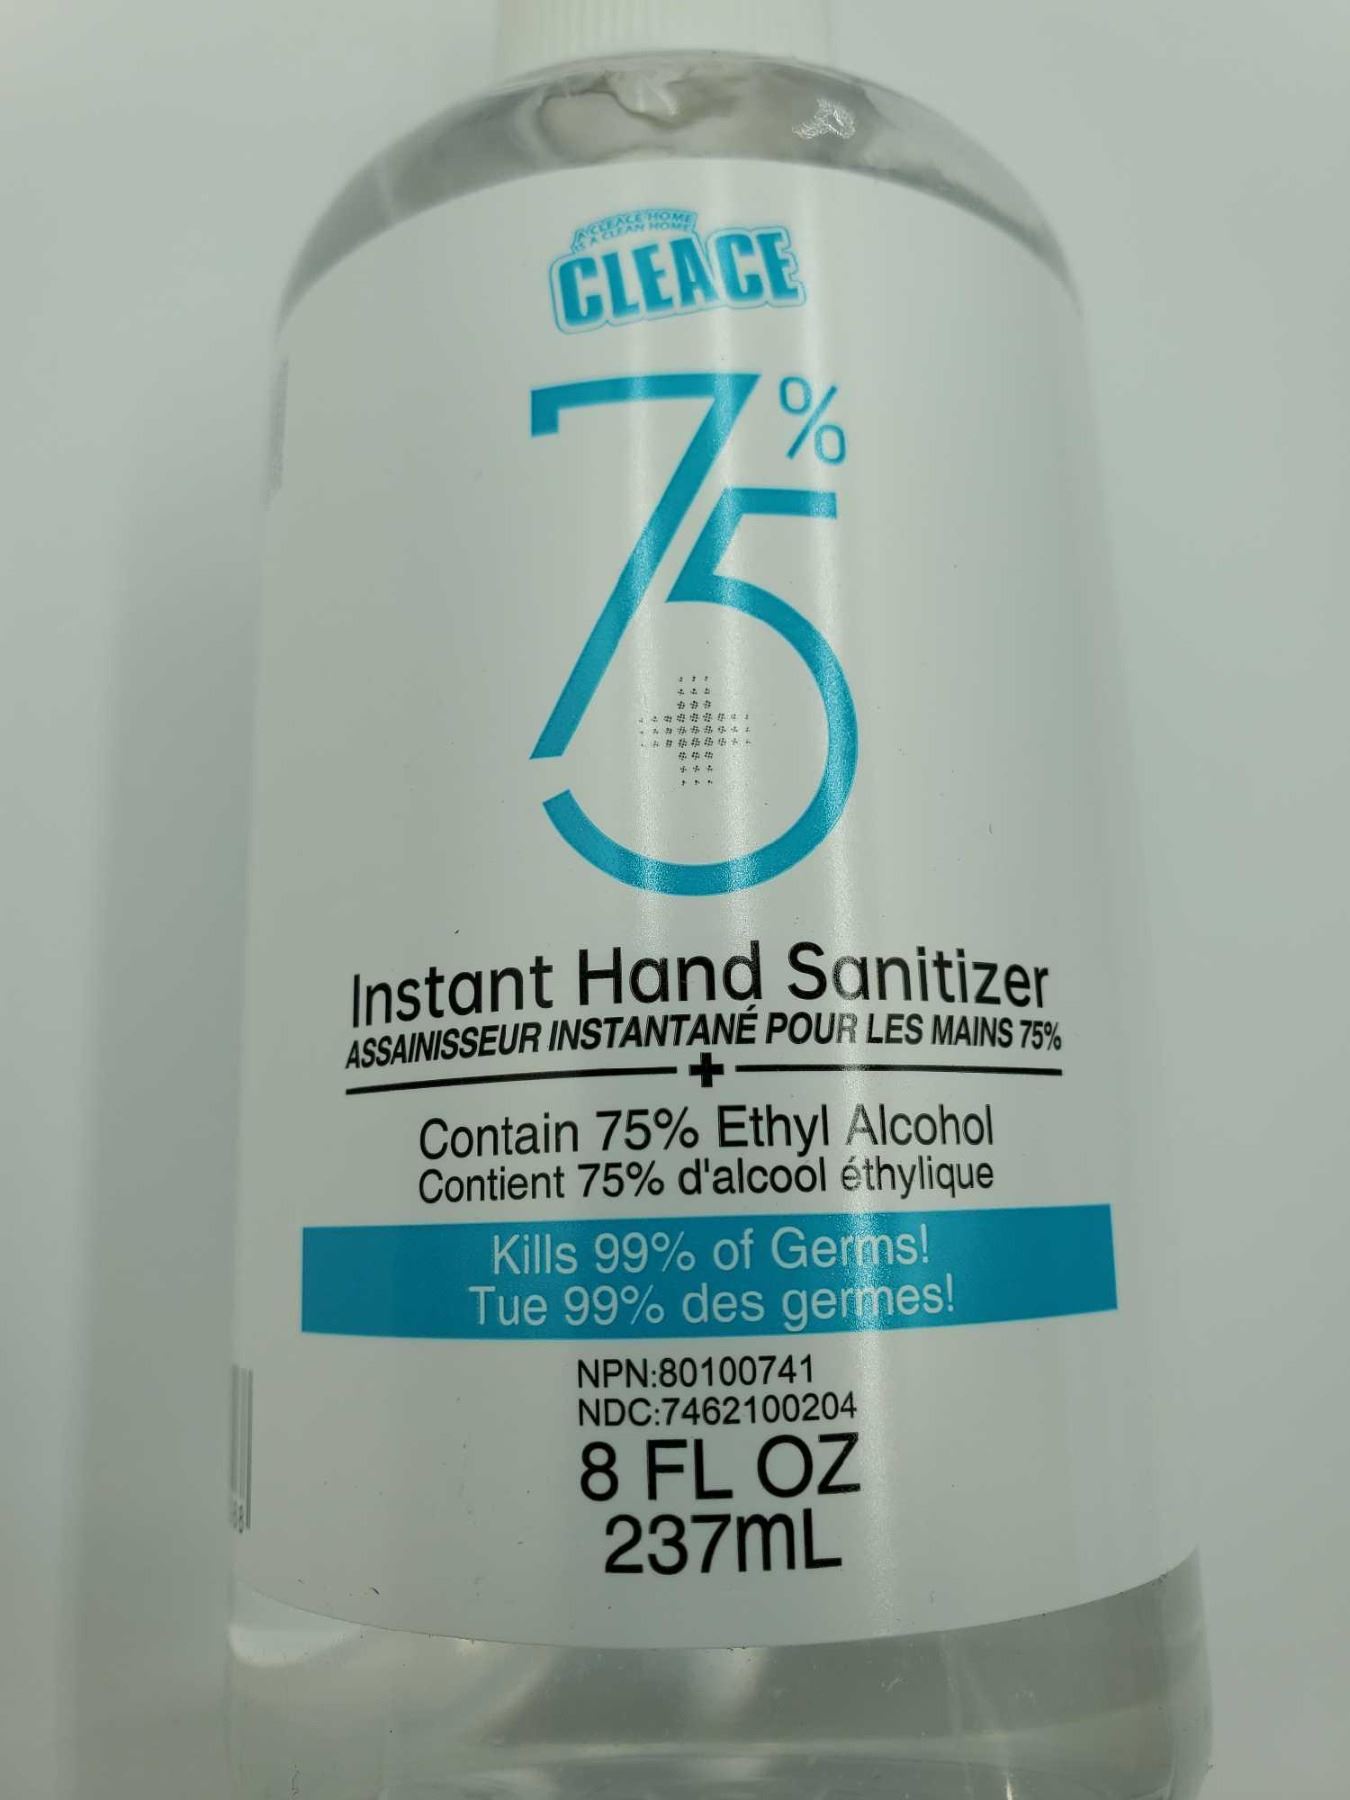 A CLEACE HOME
IS A CLEAN HOME
CLEACE
75%
Instant Hand Sanitizer
ASSAINISSEUR INSTANTANÉ POUR LES MAINS 75%
Contain 75% Ethyl Alcohol
Contient 75% d'alcool éthylique
Kills 99% of Germs!
Tue 99% des germes!
NPN:80100741
NDC:7462100204
8 FL OZ
237mL